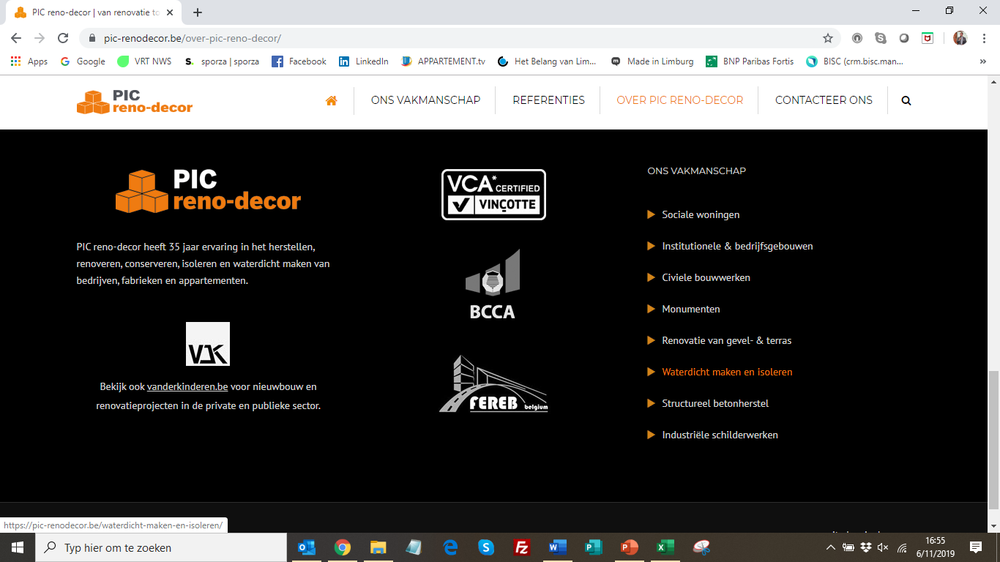 PIC reno-decor | van renovatie to
pic-renodecor.be/over-pic-reno-decor/
Apps Google VRT NWS sporza | sporza Facebook LinkedIn APPARTEMENT.tv Het Belang van Lim... Made in Limburg BNP Paribas Fortis BISC (crm.bisc.man... »
PIC
reno-decor
ONS VAKMANSCHAP REFERENTIES OVER PIC RENO-DECOR CONTACTEER ONS
PIC
reno-decor
PIC reno-decor heeft 35 jaar ervaring in het herstellen,
renoveren, conserveren, isoleren en waterdicht maken van
bedrijven, fabrieken en appartementen.
VDK
Bekijk ook vanderkinderen.be voor nieuwbouw en
renovatieprojecten in de private en publieke sector.
VCA* CERTIFIED
VINÇOTTE
BCCA
FEREB belgium
ONS VAKMANSCHAP
Sociale woningen
Institutionele & bedrijfsgebouwen
Civiele bouwwerken
Monumenten
Renovatie van gevel- & terras
Waterdicht maken en isoleren
Structureel betonherstel
Industriële schilderwerken
https://pic-renodecor.be/waterdicht-maken-en-isoleren/
Typ hier om te zoeken
16:55
6/11/2019